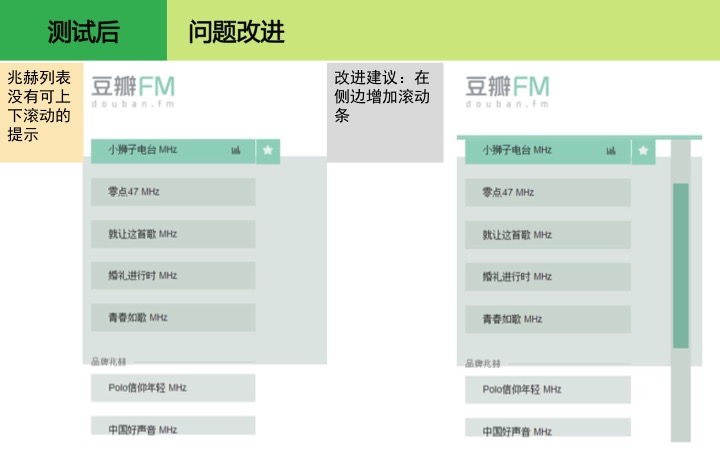 测试后
问题改进
兆赫列表
没有可上
下滚动的
提示
豆瓣FM
douban.fm
小狮子电台 MHz
零点47 MHz
就让这首歌 MHz
婚礼进行时 MHz
青春如歌 MHz
品牌兆赫
Polo信仰年轻 MHz
中国好声音 MHz
改进建议：在
侧边增加滚动
条
豆瓣FM
douban.fm
小狮子电台 MHz
零点47 MHz
就让这首歌 MHz
婚礼进行时 MHz
青春如歌 MHz
品牌兆赫
Polo信仰年轻 MHz
中国好声音 MHz